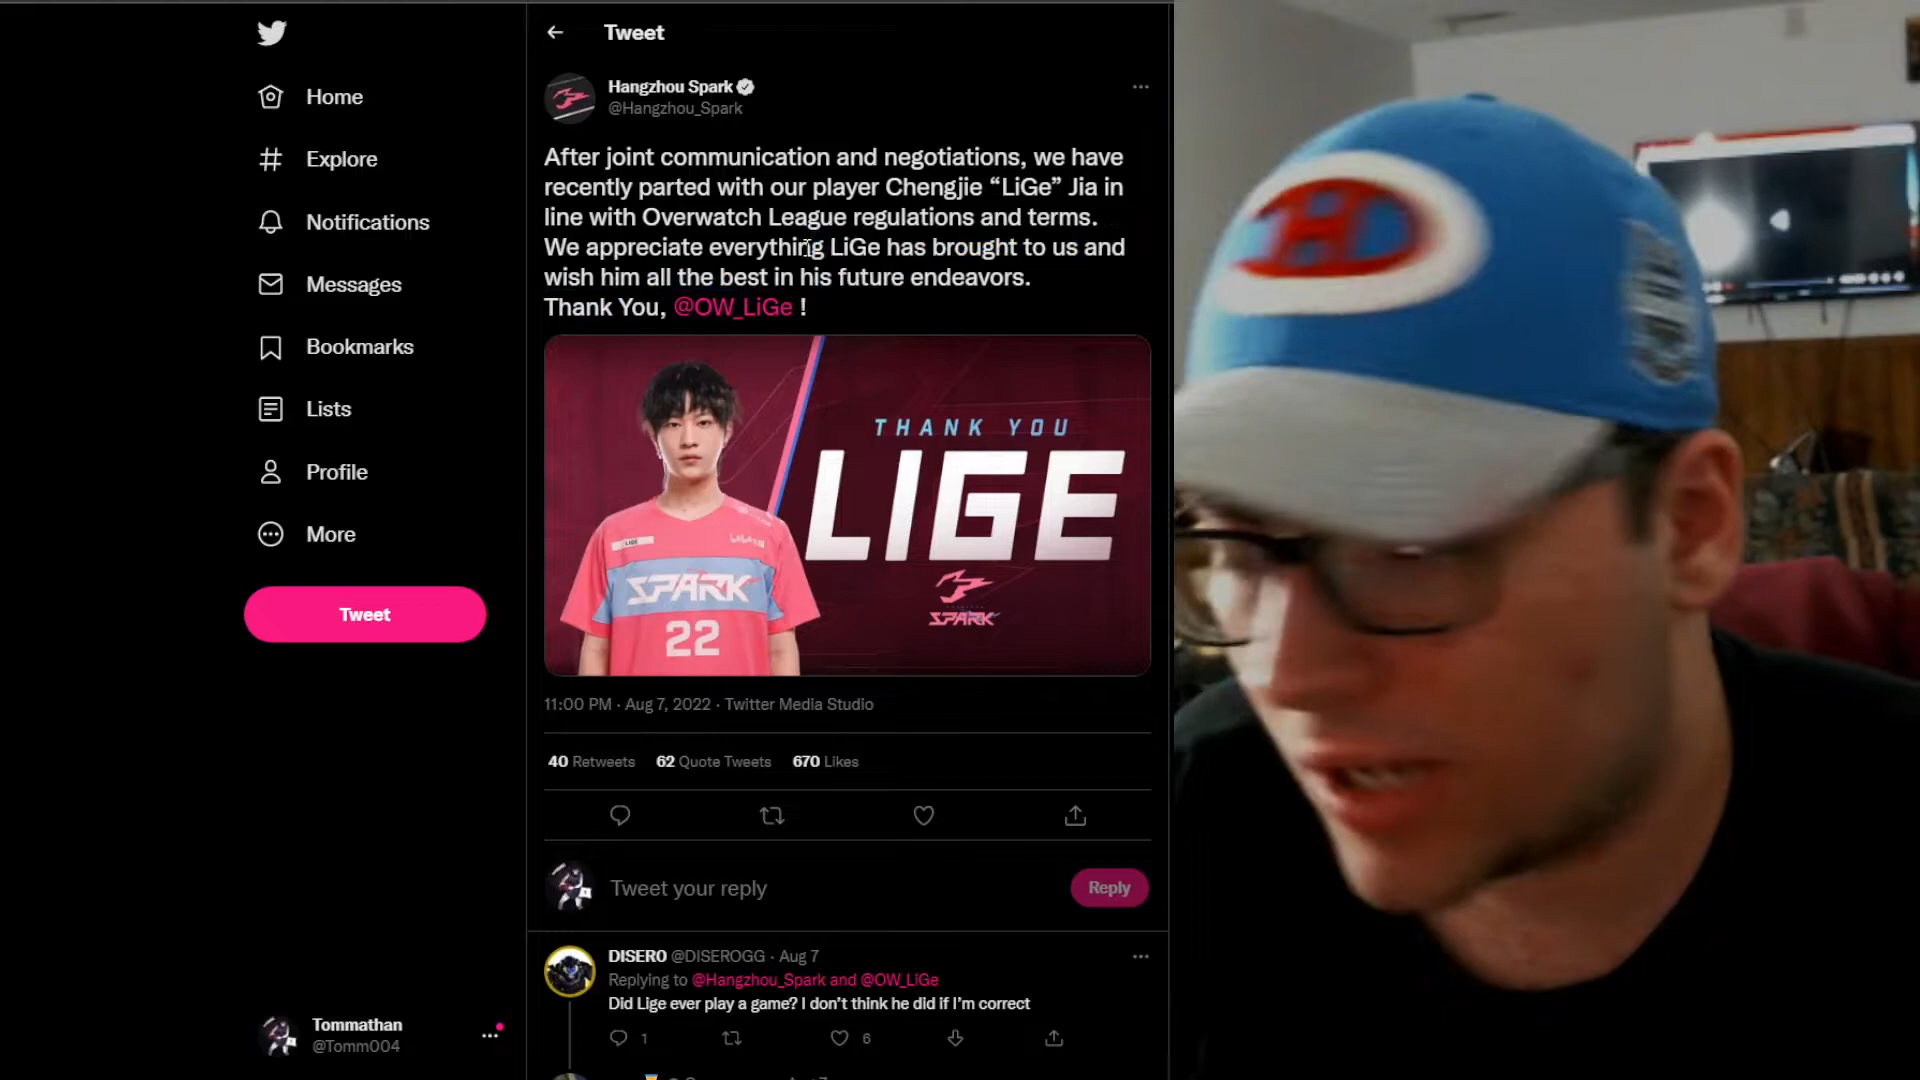 Tweet
Home
Explore
Notifications
Messages
Bookmarks
Lists
Profile
More
Tweet
Tommathan
@Tomm004
Hangzhou Spark
@Hangzhou_Spark
After joint communication and negotiations, we have
recently parted with our player Chengjie “LiGe” Jia in
line with Overwatch League regulations and terms.
We appreciate everything LiGe has brought to us and
wish him all the best in his future endeavors.
Thank You, @OW_LiGe !
THANK YOU
LIGE
SPARK
LIGE
SPARK
22
11:00 PM · Aug 7, 2022 · Twitter Media Studio
40 Retweets 62 Quote Tweets 670 Likes
Tweet your reply
Reply
DISERO @DISEROGG · Aug 7
Replying to @Hangzhou_Spark and @OW_LiGe
Did Lige ever play a game? I don’t think he did if I’m correct
1
6